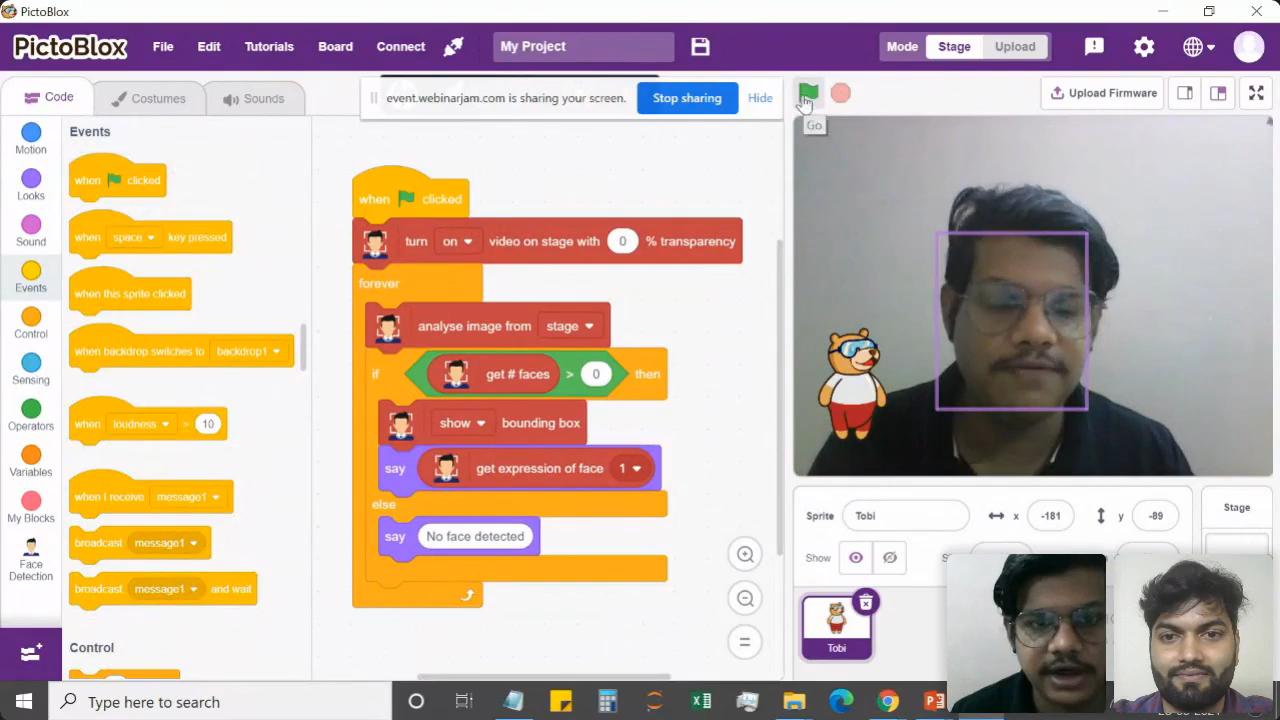 PictoBlox
PictoBlox File Edit Tutorials Board Connect My Project Mode Stage Upload
Code Costumes Sounds event.webinarjam.com is sharing your screen. Stop sharing Hide Upload Firmware
Go
Motion
Looks
Sound
Events
Control
Sensing
Operators
Variables
My Blocks
Face
Detection
Events
when clicked
when space key pressed
when this sprite clicked
when backdrop switches to backdrop1
when loudness > 10
when I receive message1
broadcast message1
broadcast message1 and wait
Control
when clicked
turn on video on stage with 0 % transparency
forever
analyse image from stage
if get # faces > 0 then
show bounding box
say get expression of face 1
else
say No face detected
Sprite Tobi x -181 y -89
Show
Tobi
Stage
Type here to search